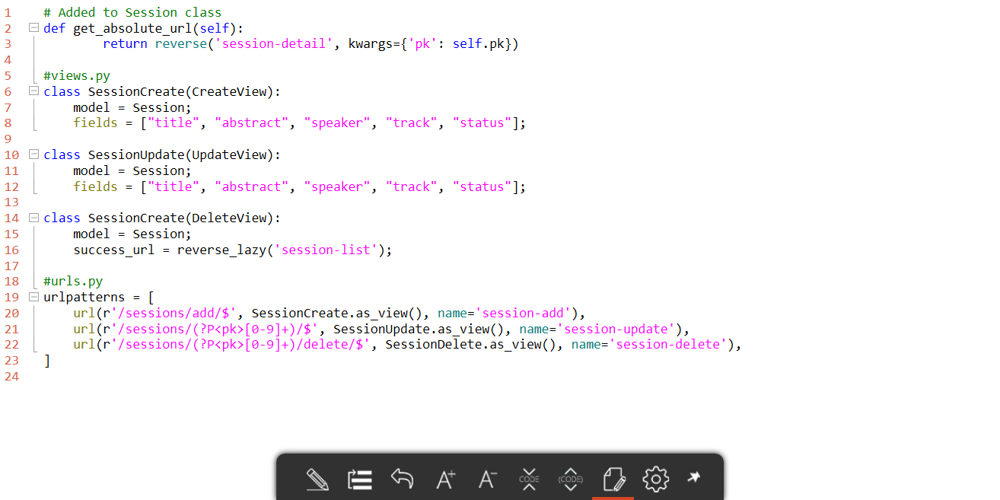 1 # Added to Session class
2 def get_absolute_url(self):
3 return reverse('session-detail', kwargs={'pk': self.pk})
4
5 #views.py
6 class SessionCreate(CreateView):
7 model = Session;
8 fields = ["title", "abstract", "speaker", "track", "status"];
9
10 class SessionUpdate(UpdateView):
11 model = Session;
12 fields = ["title", "abstract", "speaker", "track", "status"];
13
14 class SessionCreate(DeleteView):
15 model = Session;
16 success_url = reverse_lazy('session-list');
17
18 #urls.py
19 urlpatterns = [
20 url(r'/sessions/add/$', SessionCreate.as_view(), name='session-add'),
21 url(r'/sessions/(?P<pk>[0-9]+)/$', SessionUpdate.as_view(), name='session-update'),
22 url(r'/sessions/(?P<pk>[0-9]+)/delete/$', SessionDelete.as_view(), name='session-delete'),
23 ]
24
A+ A- CODE (CODE)